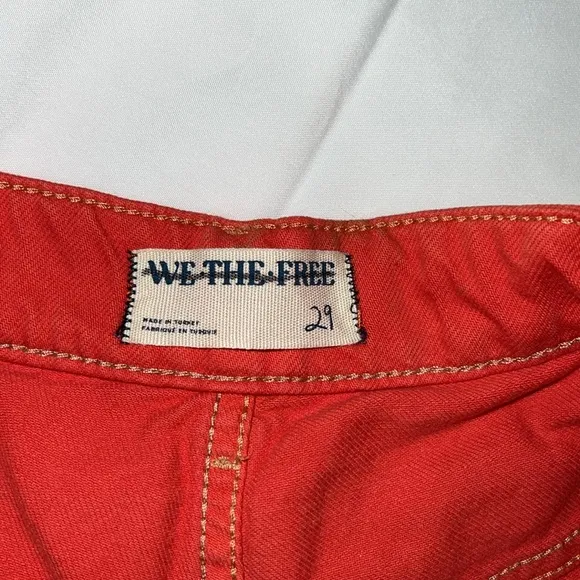 WE·THE·FREE
MADE IN TURKEY
FABRIQUÉ EN TURQUIE
29